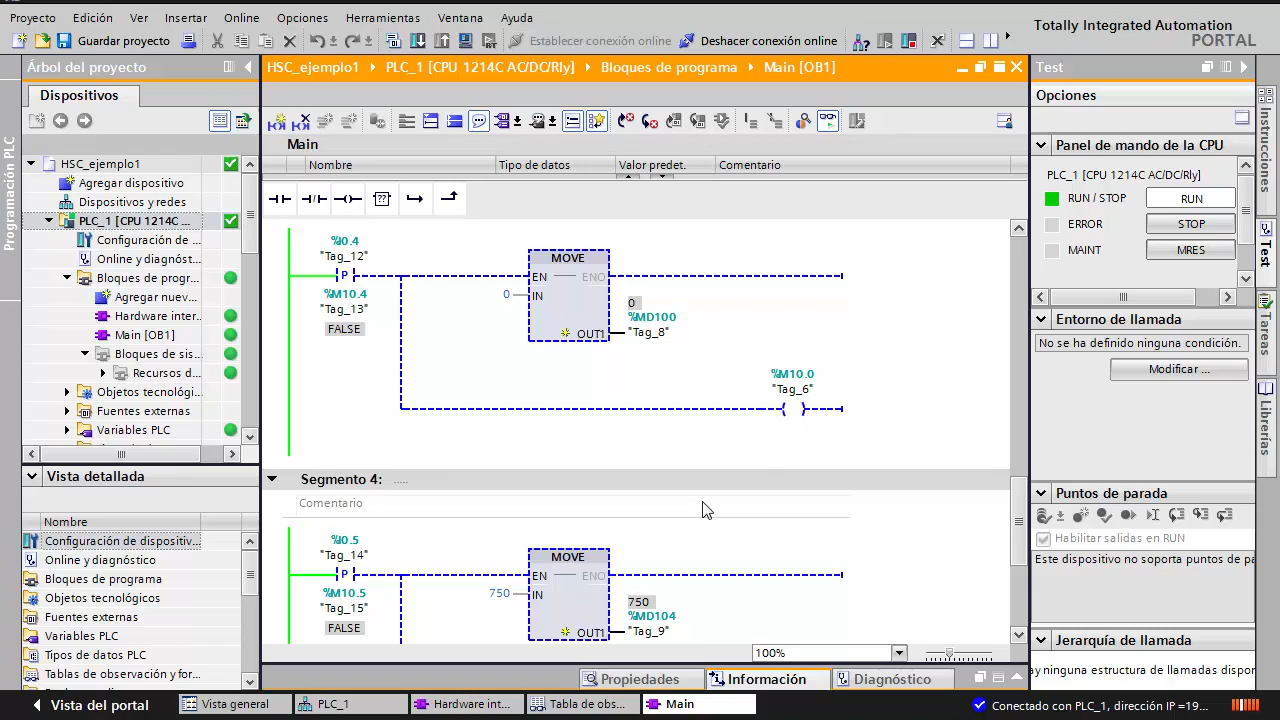 Proyecto Edición Ver Insertar Online Opciones Herramientas Ventana Ayuda
Totally Integrated Automation
PORTAL
Guardar proyecto
Establecer conexión online
Deshacer conexión online
Árbol del proyecto
HSC_ejemplo1 PLC_1 [CPU 1214C AC/DC/Rly] Bloques de programa Main [OB1]
Test
Dispositivos
Opciones
Programación PLC
HSC_ejemplo1
Agregar dispositivo
Dispositivos y redes
PLC_1 [CPU 1214C ...
Configuración de ...
Online y diagnóst...
Bloques de progr...
Agregar nuev...
Hardware inter...
Main [OB1]
Bloques de sis...
Recursos d...
Objetos tecnológi...
Fuentes externas
Variables PLC
Vista detallada
Nombre
Configuración de dispositiv...
Online y diagnóstico
Bloques de programa
Objetos tecnológicos
Fuentes externas
Variables PLC
Tipos de datos PLC
Tablas de observación y for...
Main
Nombre Tipo de datos Valor predet. Comentario
%I0.4
"Tag_12"
P
%M10.4
"Tag_13"
FALSE
MOVE
EN ENO
0 IN
OUT1
0
%MD100
"Tag_8"
%M10.0
"Tag_6"
Segmento 4: .....
Comentario
%I0.5
"Tag_14"
P
%M10.5
"Tag_15"
FALSE
MOVE
EN ENO
750 IN
OUT1
750
%MD104
"Tag_9"
100%
Propiedades
Información
Diagnóstico
Panel de mando de la CPU
PLC_1 [CPU 1214C AC/DC/Rly]
RUN / STOP RUN
ERROR STOP
MAINT MRES
Entorno de llamada
No se ha definido ninguna condición.
Modificar ...
Puntos de parada
Habilitar salidas en RUN
Este dispositivo no soporta puntos de pa
Jerarquía de llamada
ay ninguna estructura de llamadas dispor
Instrucciones
Test
Tareas
Librerías
Vista del portal
Vista general
PLC_1
Hardware int...
Tabla de obs...
Main
Conectado con PLC_1, dirección IP =19...